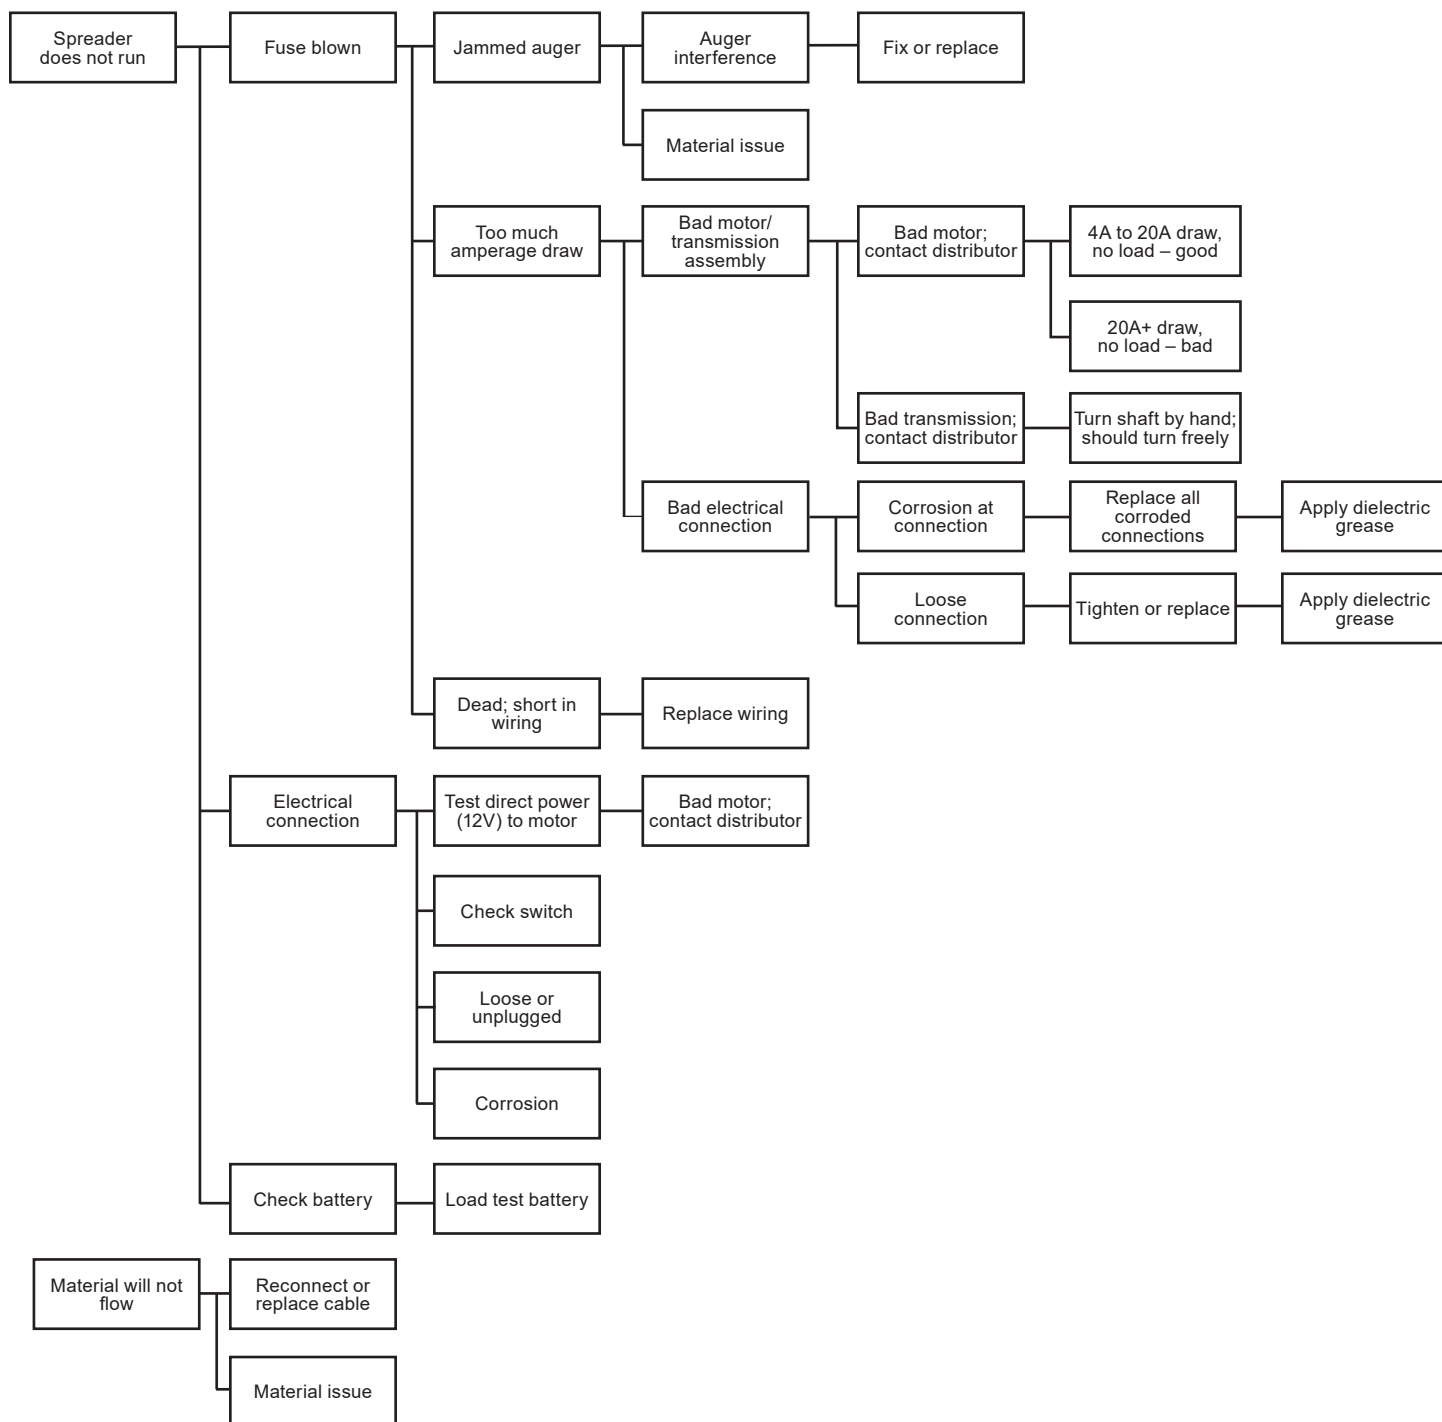 Spreader
does not run
Fuse blown
Jammed auger
Auger
interference
Fix or replace
Material issue
Too much
amperage draw
Bad motor/
transmission
assembly
Bad motor;
contact distributor
4A to 20A draw,
no load – good
20A+ draw,
no load – bad
Bad transmission;
contact distributor
Turn shaft by hand;
should turn freely
Bad electrical
connection
Corrosion at
connection
Replace all
corroded
connections
Apply dielectric
grease
Loose
connection
Tighten or replace
Apply dielectric
grease
Dead; short in
wiring
Replace wiring
Electrical
connection
Test direct power
(12V) to motor
Bad motor;
contact distributor
Check switch
Loose or
unplugged
Corrosion
Check battery
Load test battery
Material will not
flow
Reconnect or
replace cable
Material issue